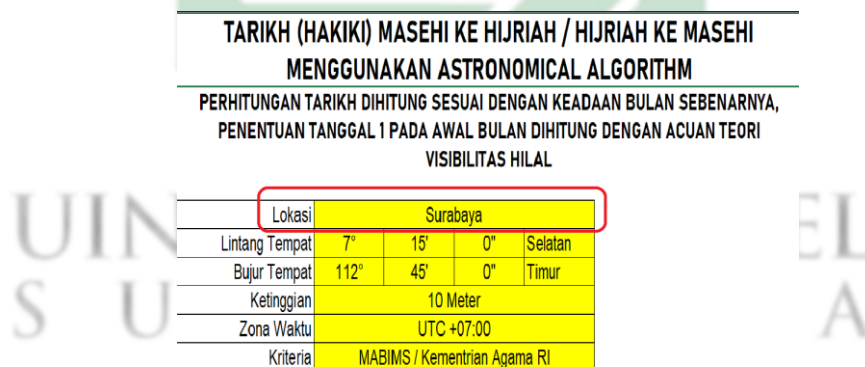 TARIKH (HAKIKI) MASEHI KE HIJRIAH / HIJRIAH KE MASEHI
MENGGUNAKAN ASTRONOMICAL ALGORITHM
PERHITUNGAN TARIKH DIHITUNG SESUAI DENGAN KEADAAN BULAN SEBENARNYA,
PENENTUAN TANGGAL 1 PADA AWAL BULAN DIHITUNG DENGAN ACUAN TEORI
VISIBILITAS HILAL
Lokasi Surabaya
Lintang Tempat 7° 15' 0" Selatan
Bujur Tempat 112° 45' 0" Timur
Ketinggian 10 Meter
Zona Waktu UTC +07:00
Kriteria MABIMS / Kementrian Agama RI
UIN EL
S U A